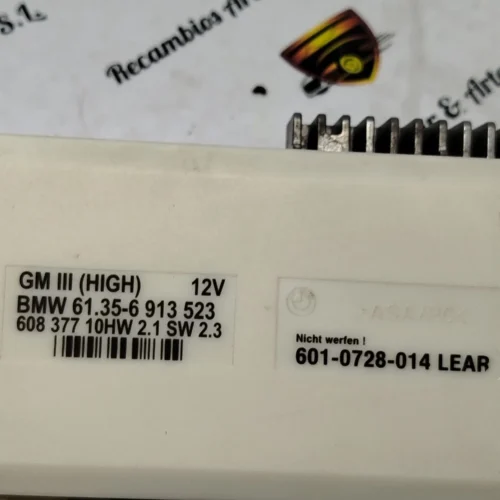 S.L.
Recambios
GM III (HIGH) 12V
BMW 61.35-6 913 523
608 377 10HW 2.1 SW 2.3
Nicht werfen !
601-0728-014 LEAR